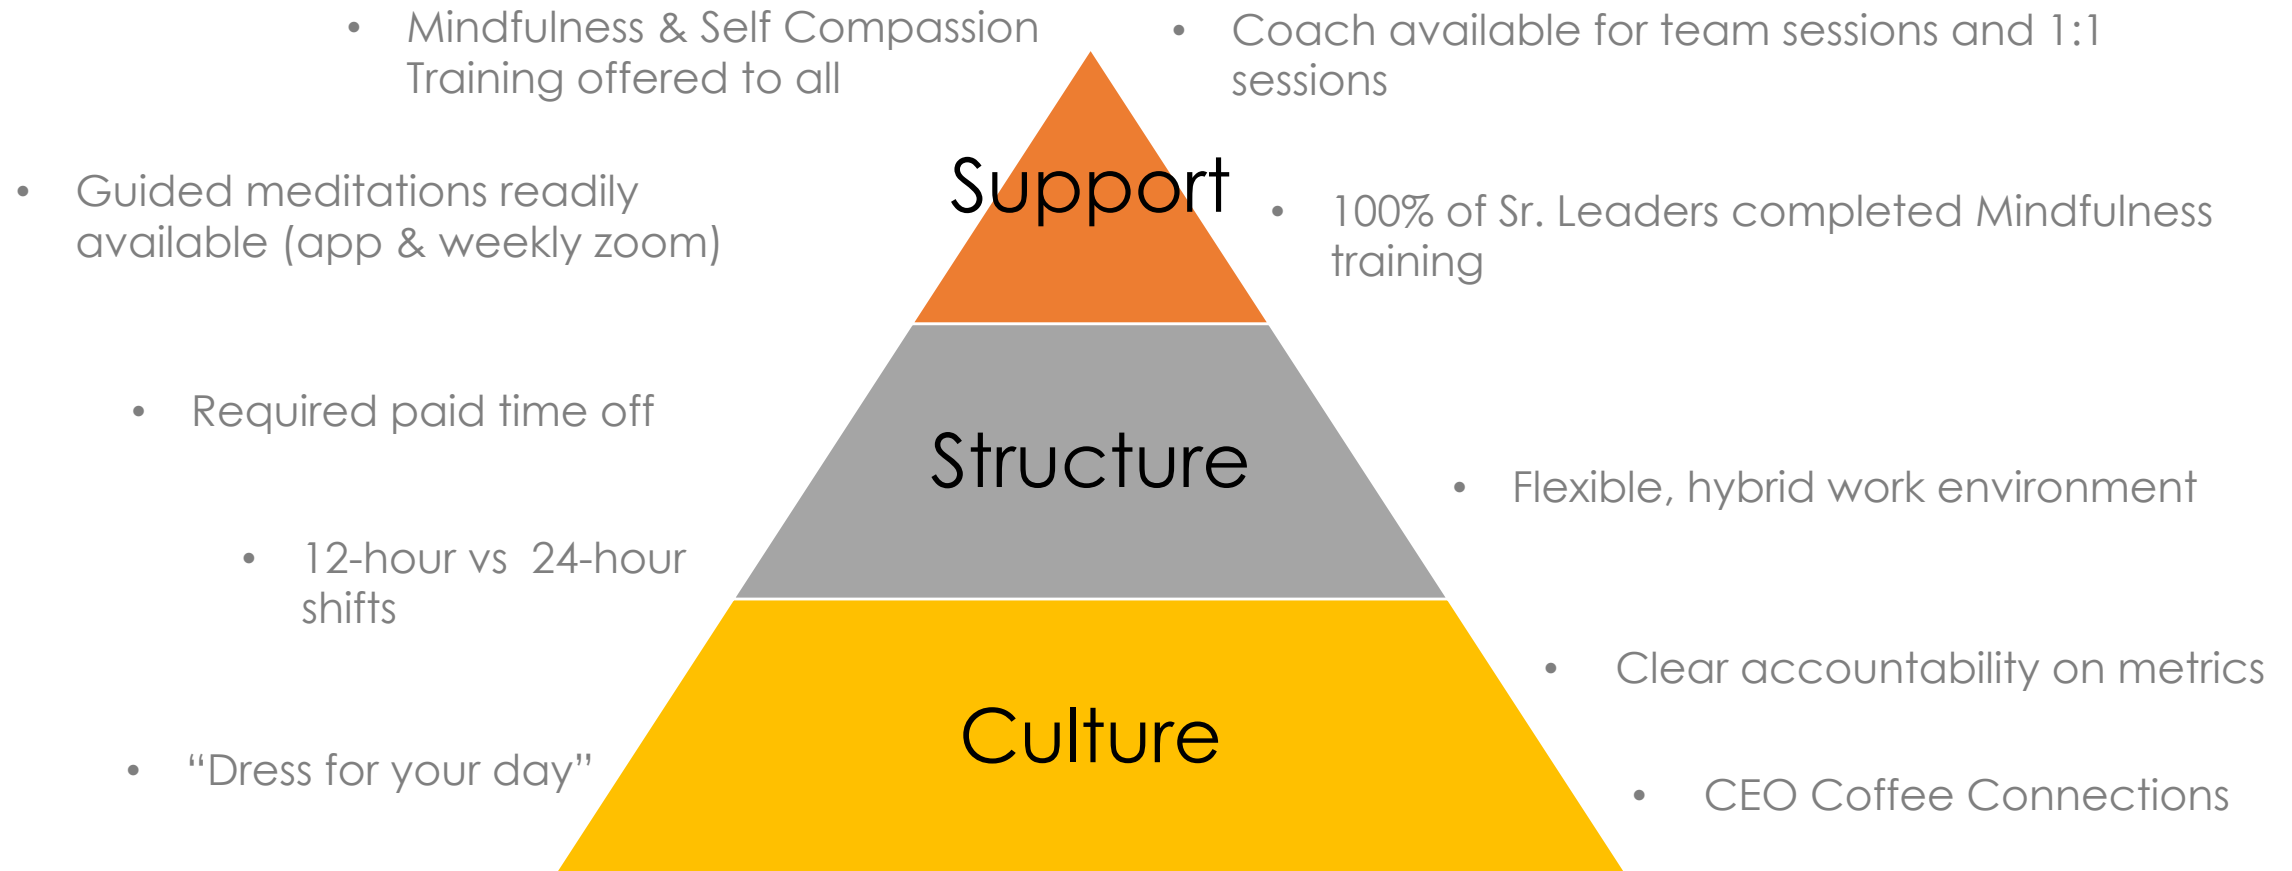 • Mindfulness & Self Compassion
Training offered to all
• Coach available for team sessions and 1:1
sessions
Support
• Guided meditations readily
available (app & weekly zoom)
• 100% of Sr. Leaders completed Mindfulness
training
• Required paid time off
Structure
• Flexible, hybrid work environment
• 12-hour vs  24-hour
shifts
• Clear accountability on metrics
Culture
• “Dress for your day”
• CEO Coffee Connections